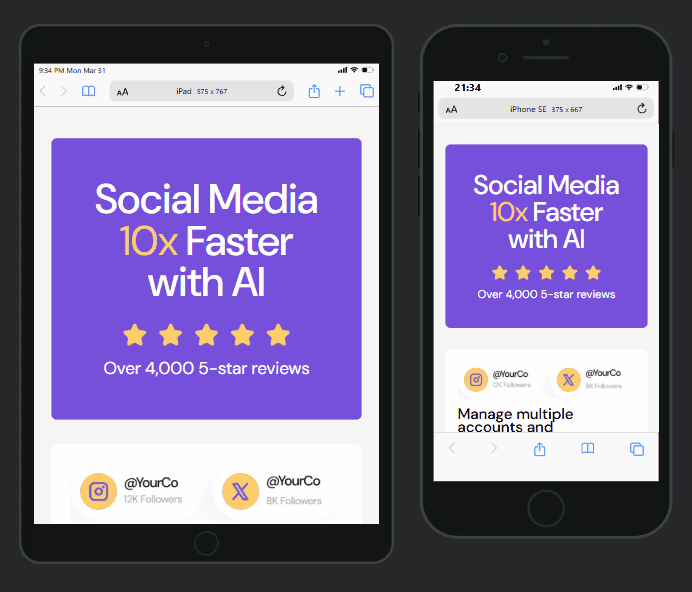 9:34 PM Mon Mar 31
AA iPad 575 x 767
Social Media
10x Faster
with AI
Over 4,000 5-star reviews
@YourCo
12K Followers
@YourCo
8K Followers
21:34
AA iPhone SE 375 x 667
Social Media
10x Faster
with AI
Over 4,000 5-star reviews
@YourCo
12K Followers
@YourCo
8K Followers
Manage multiple
accounts and